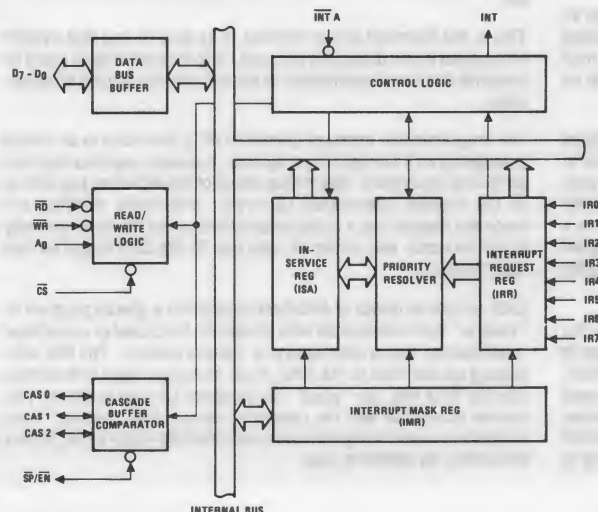 INT A
INT
D7 - D0
DATA
BUS
BUFFER
CONTROL LOGIC
RD
WR
A0
CS
READ/
WRITE
LOGIC
IN-
SERVICE
REG
(ISA)
PRIORITY
RESOLVER
INTERRUPT
REQUEST
REG
(IRR)
IR0
IR1
IR2
IR3
IR4
IR5
IR6
IR7
CAS 0
CAS 1
CAS 2
SP/EN
CASCADE
BUFFER
COMPARATOR
INTERRUPT MASK REG
(IMR)
INTERNAL BUS